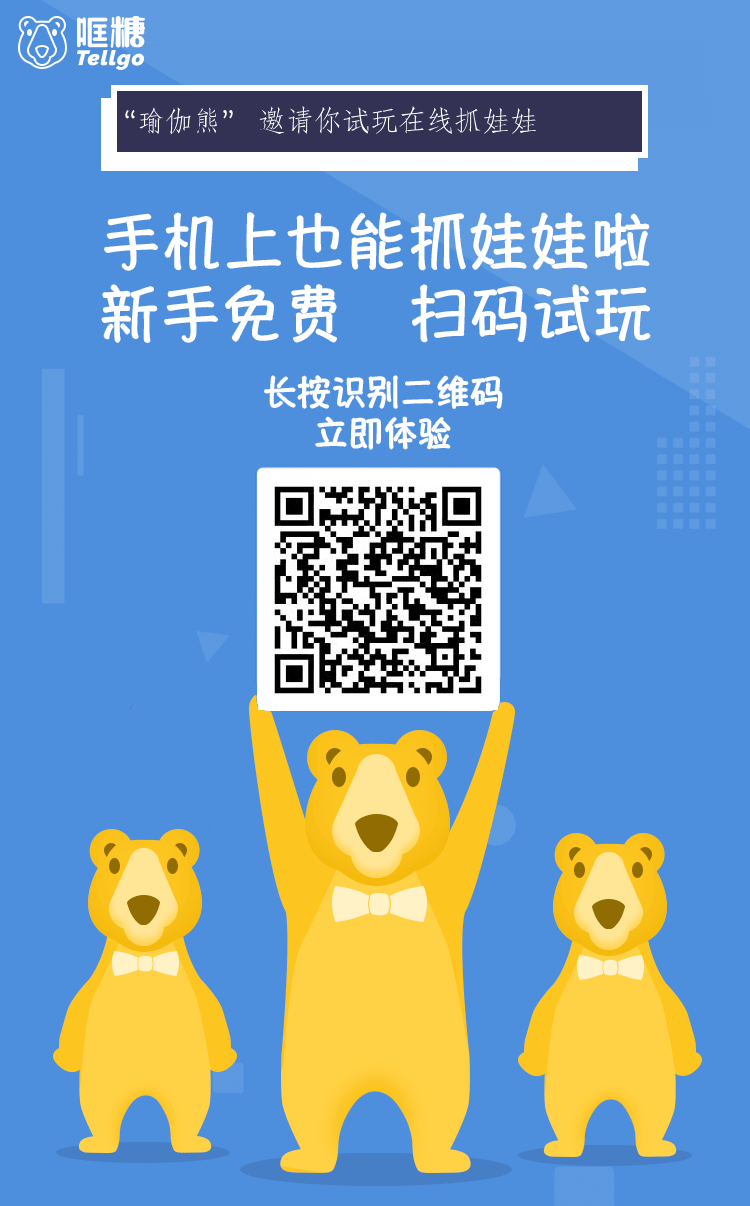 哐糖
Tellgo
“瑜伽熊” 邀请你试玩在线抓娃娃
手机上也能抓娃娃啦
新手免费 扫码试玩
长按识别二维码
立即体验